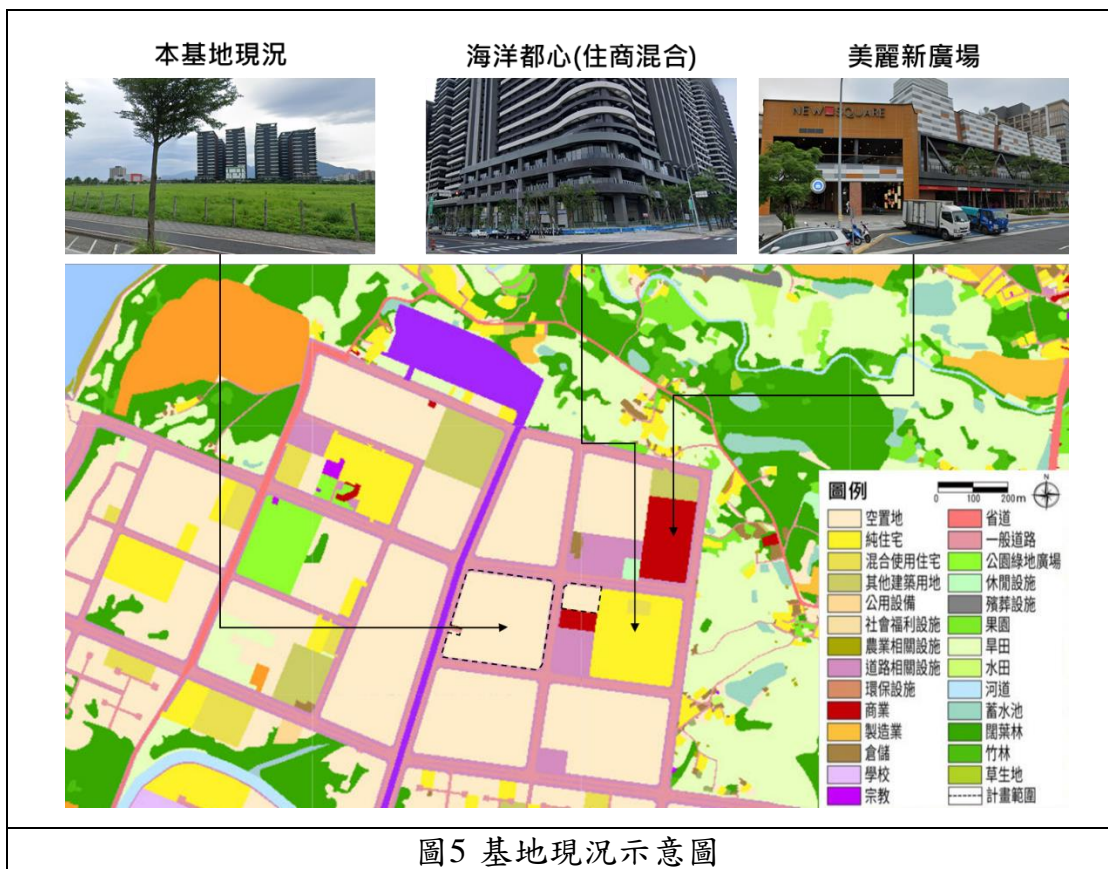 本基地現況
海洋都心(住商混合)
美麗新廣場
NEW SQUARE
圖例
N
0 100 200m
空置地
純住宅
混合使用住宅
其他建築用地
公用設備
社會福利設施
農業相關設施
道路相關設施
環保設施
商業
製造業
倉儲
學校
宗教
省道
一般道路
公園綠地廣場
休閒設施
殯葬設施
果園
旱田
水田
河道
蓄水池
闊葉林
竹林
草生地
計畫範圍
圖5 基地現況示意圖